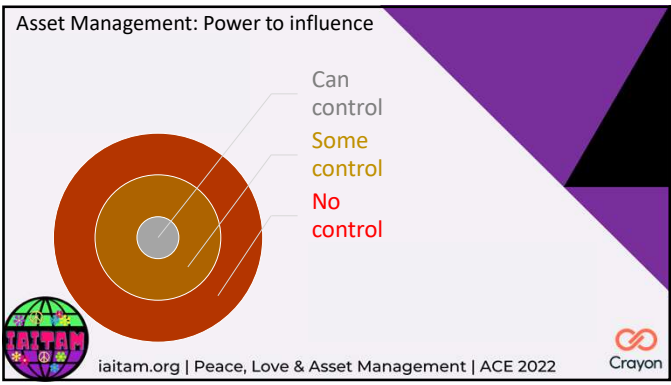 Asset Management: Power to influence
Can
control
Some
control
No
control
IAITAM
iaitam.org | Peace, Love & Asset Management | ACE 2022
Crayon